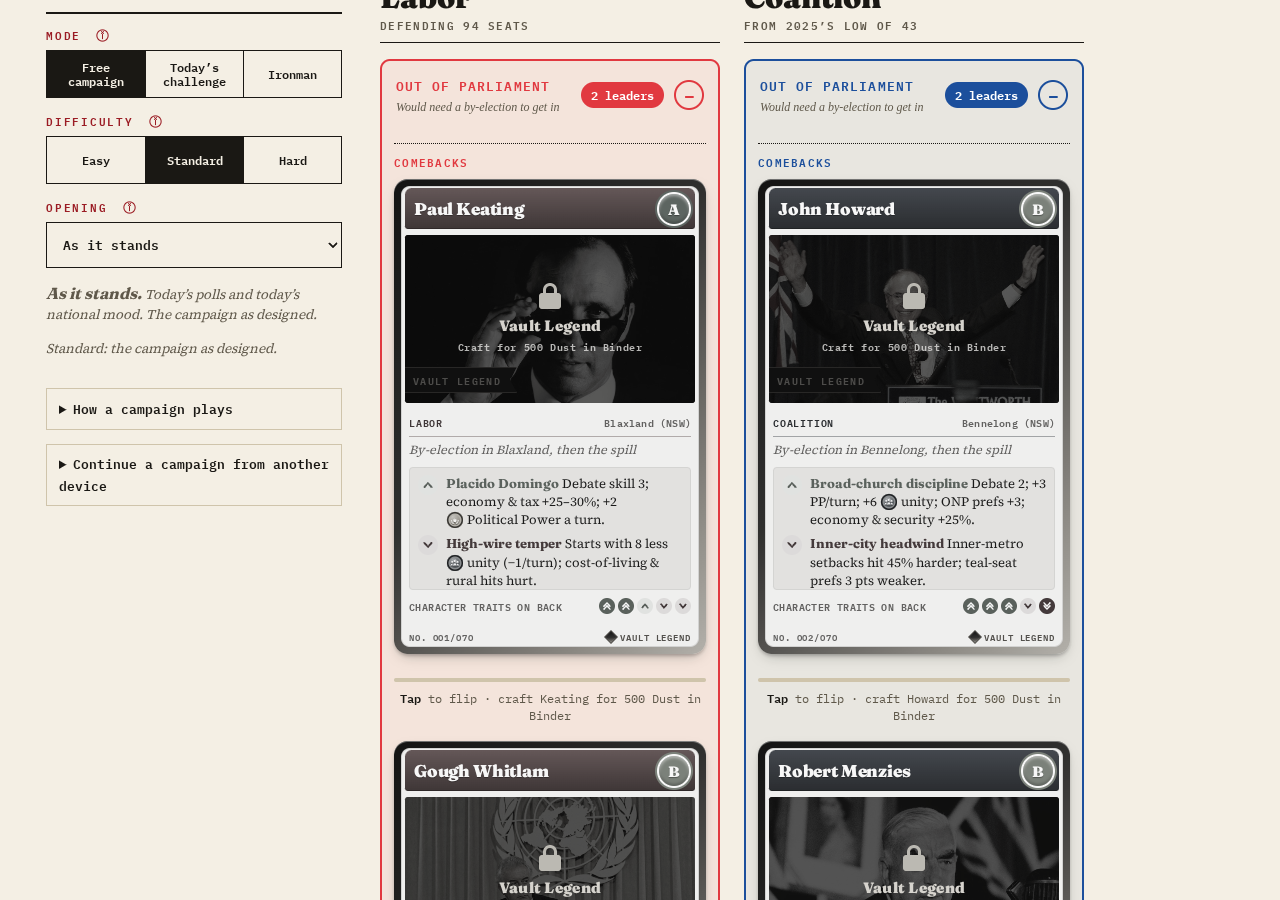 MODE
Free campaign
Today's challenge
Ironman
DIFFICULTY
Easy
Standard
Hard
OPENING
As it stands
As it stands. Today's polls and today's
national mood. The campaign as designed.
Standard: the campaign as designed.
How a campaign plays
Continue a campaign from another
device
Labor
DEFENDING 94 SEATS
OUT OF PARLIAMENT
Would need a by-election to get in
2 leaders
COMEBACKS
Paul Keating
A
Vault Legend
Craft for 500 Dust in Binder
VAULT LEGEND
LABOR
Blaxland (NSW)
By-election in Blaxland, then the spill
Placido Domingo Debate skill 3;
economy & tax +25–30%; +2
Political Power a turn.
High-wire temper Starts with 8 less
unity (−1/turn); cost-of-living &
rural hits hurt.
CHARACTER TRAITS ON BACK
NO. 001/070
VAULT LEGEND
Tap to flip · craft Keating for 500 Dust in
Binder
Gough Whitlam
B
Vault Legend
Coalition
FROM 2025'S LOW OF 43
OUT OF PARLIAMENT
Would need a by-election to get in
2 leaders
COMEBACKS
John Howard
B
Vault Legend
Craft for 500 Dust in Binder
VAULT LEGEND
COALITION
Bennelong (NSW)
By-election in Bennelong, then the spill
Broad-church discipline Debate 2; +3
PP/turn; +6 unity; ONP prefs +3;
economy & security +25%.
Inner-city headwind Inner-metro
setbacks hit 45% harder; teal-seat
prefs 3 pts weaker.
CHARACTER TRAITS ON BACK
NO. 002/070
VAULT LEGEND
Tap to flip · craft Howard for 500 Dust in
Binder
Robert Menzies
B
Vault Legend